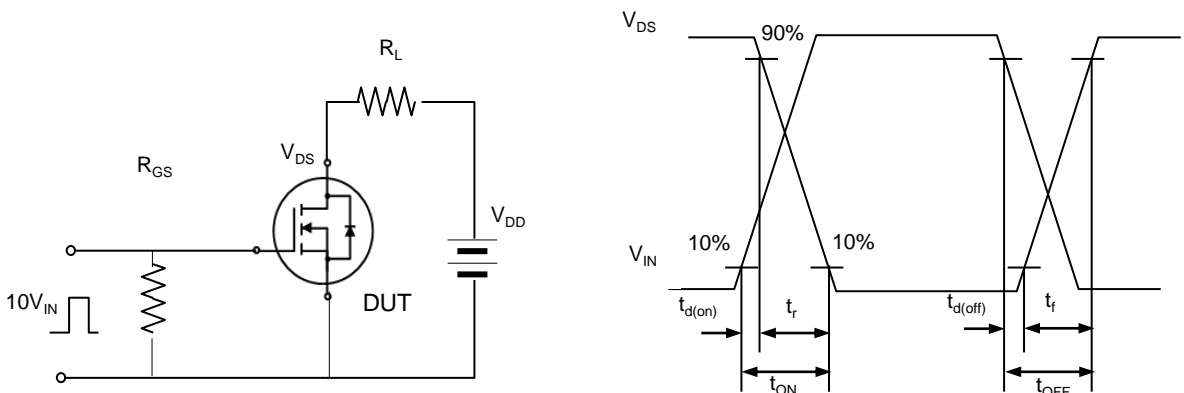 R_L
V_DS
R_GS
V_DD
10V_IN
DUT
V_DS
90%
10%
10%
V_IN
t_d(on)
t_r
t_d(off)
t_f
t_ON
t_OFF